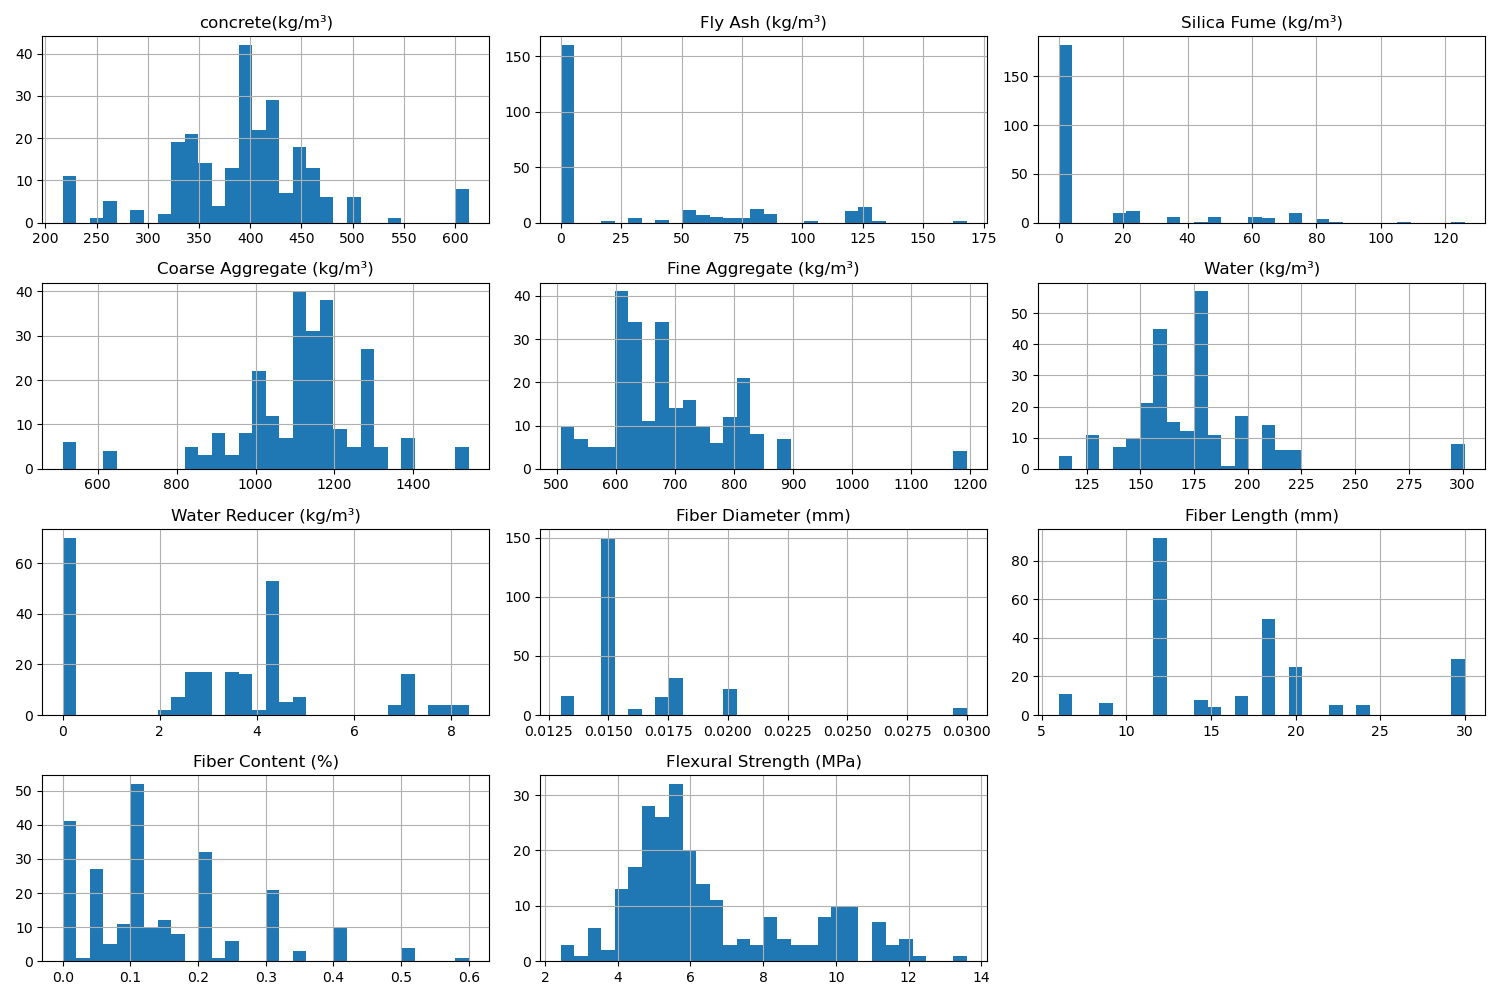 concrete(kg/m³)
40
30
20
10
0
200 250 300 350 400 450 500 550 600
Fly Ash (kg/m³)
150
100
50
0
0 25 50 75 100 125 150 175
Silica Fume (kg/m³)
150
100
50
0
0 20 40 60 80 100 120
Coarse Aggregate (kg/m³)
40
30
20
10
0
600 800 1000 1200 1400
Fine Aggregate (kg/m³)
40
30
20
10
0
500 600 700 800 900 1000 1100 1200
Water (kg/m³)
50
40
30
20
10
0
125 150 175 200 225 250 275 300
Water Reducer (kg/m³)
60
40
20
0
0 2 4 6 8
Fiber Diameter (mm)
150
100
50
0
0.0125 0.0150 0.0175 0.0200 0.0225 0.0250 0.0275 0.0300
Fiber Length (mm)
80
60
40
20
0
5 10 15 20 25 30
Fiber Content (%)
50
40
30
20
10
0
0.0 0.1 0.2 0.3 0.4 0.5 0.6
Flexural Strength (MPa)
30
20
10
0
2 4 6 8 10 12 14